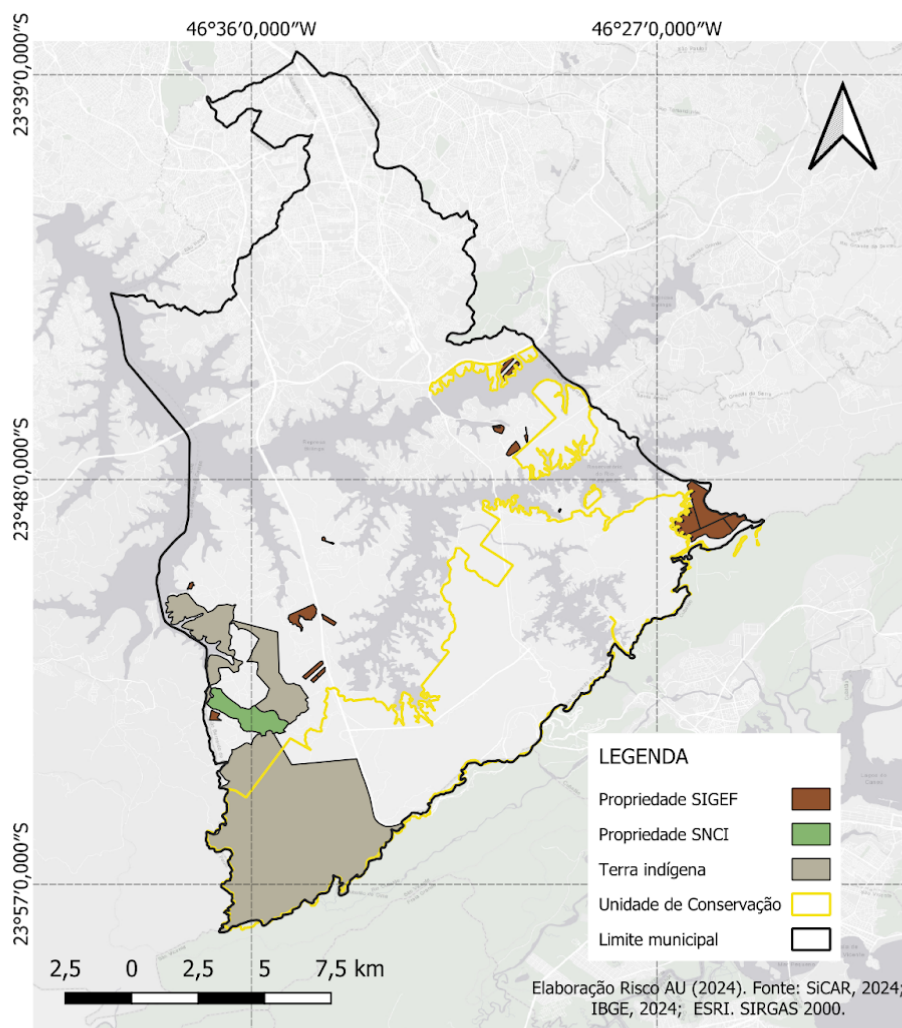 46°36′0,000″W 46°27′0,000″W
23°39′0,000″S
23°48′0,000″S
23°57′0,000″S
LEGENDA
Propriedade SIGEF
Propriedade SNCI
Terra indígena
Unidade de Conservação
Limite municipal
2,5 0 2,5 5 7,5 km
Elaboração Risco AU (2024). Fonte: SiCAR, 2024;
IBGE, 2024; ESRI. SIRGAS 2000.